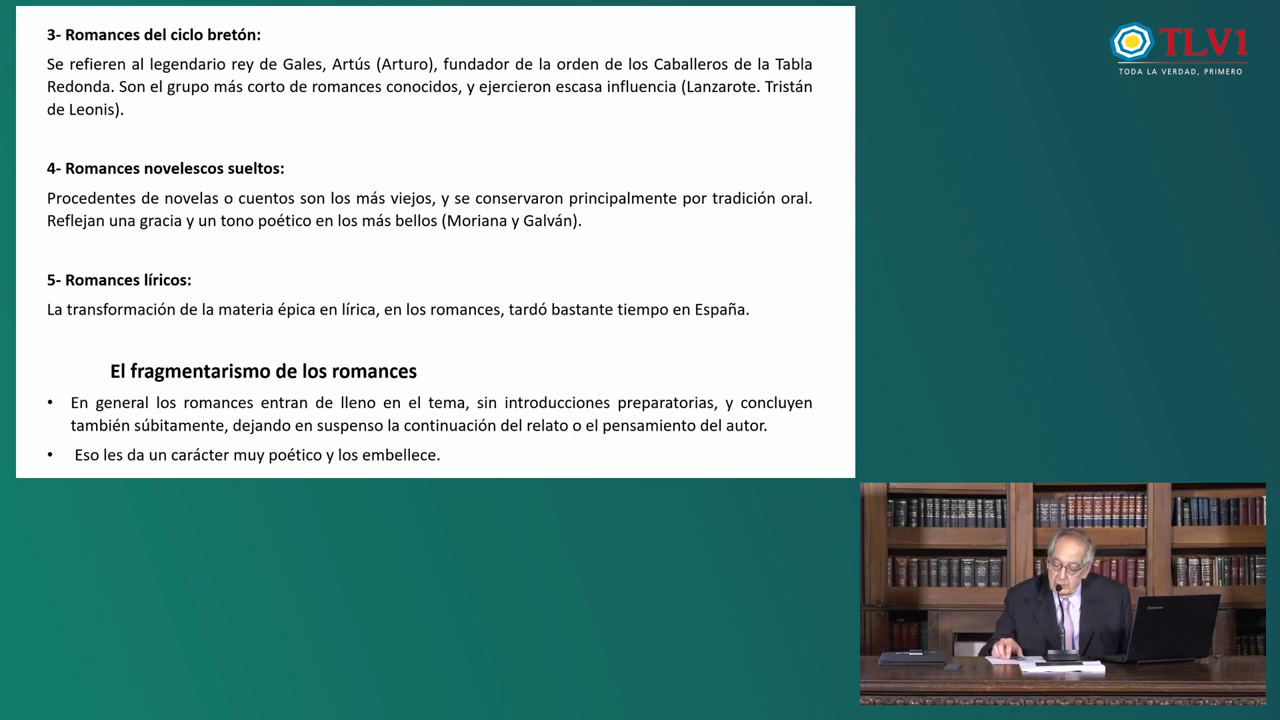 3- Romances del ciclo bretón:
Se refieren al legendario rey de Gales, Artús (Arturo), fundador de la orden de los Caballeros de la Tabla
Redonda. Son el grupo más corto de romances conocidos, y ejercieron escasa influencia (Lanzarote. Tristán
de Leonis).
4- Romances novelescos sueltos:
Procedentes de novelas o cuentos son los más viejos, y se conservaron principalmente por tradición oral.
Reflejan una gracia y un tono poético en los más bellos (Moriana y Galván).
5- Romances líricos:
La transformación de la materia épica en lírica, en los romances, tardó bastante tiempo en España.
El fragmentarismo de los romances
• En general los romances entran de lleno en el tema, sin introducciones preparatorias, y concluyen
también súbitamente, dejando en suspenso la continuación del relato o el pensamiento del autor.
• Eso les da un carácter muy poético y los embellece.
TLV1
TODA LA VERDAD, PRIMERO